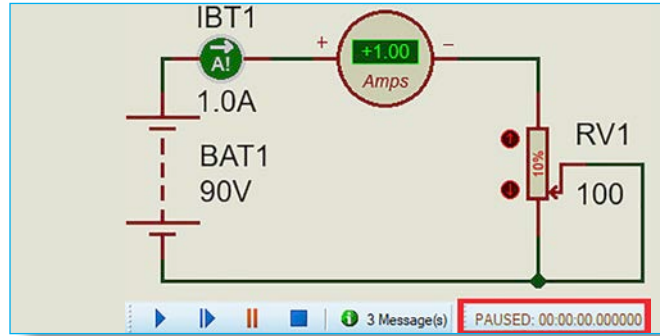 IBT1
A!
1.0A
+ +1.00 −
Amps
BAT1
90V
10%
RV1
100
3 Message(s)
PAUSED: 00:00:00.000000